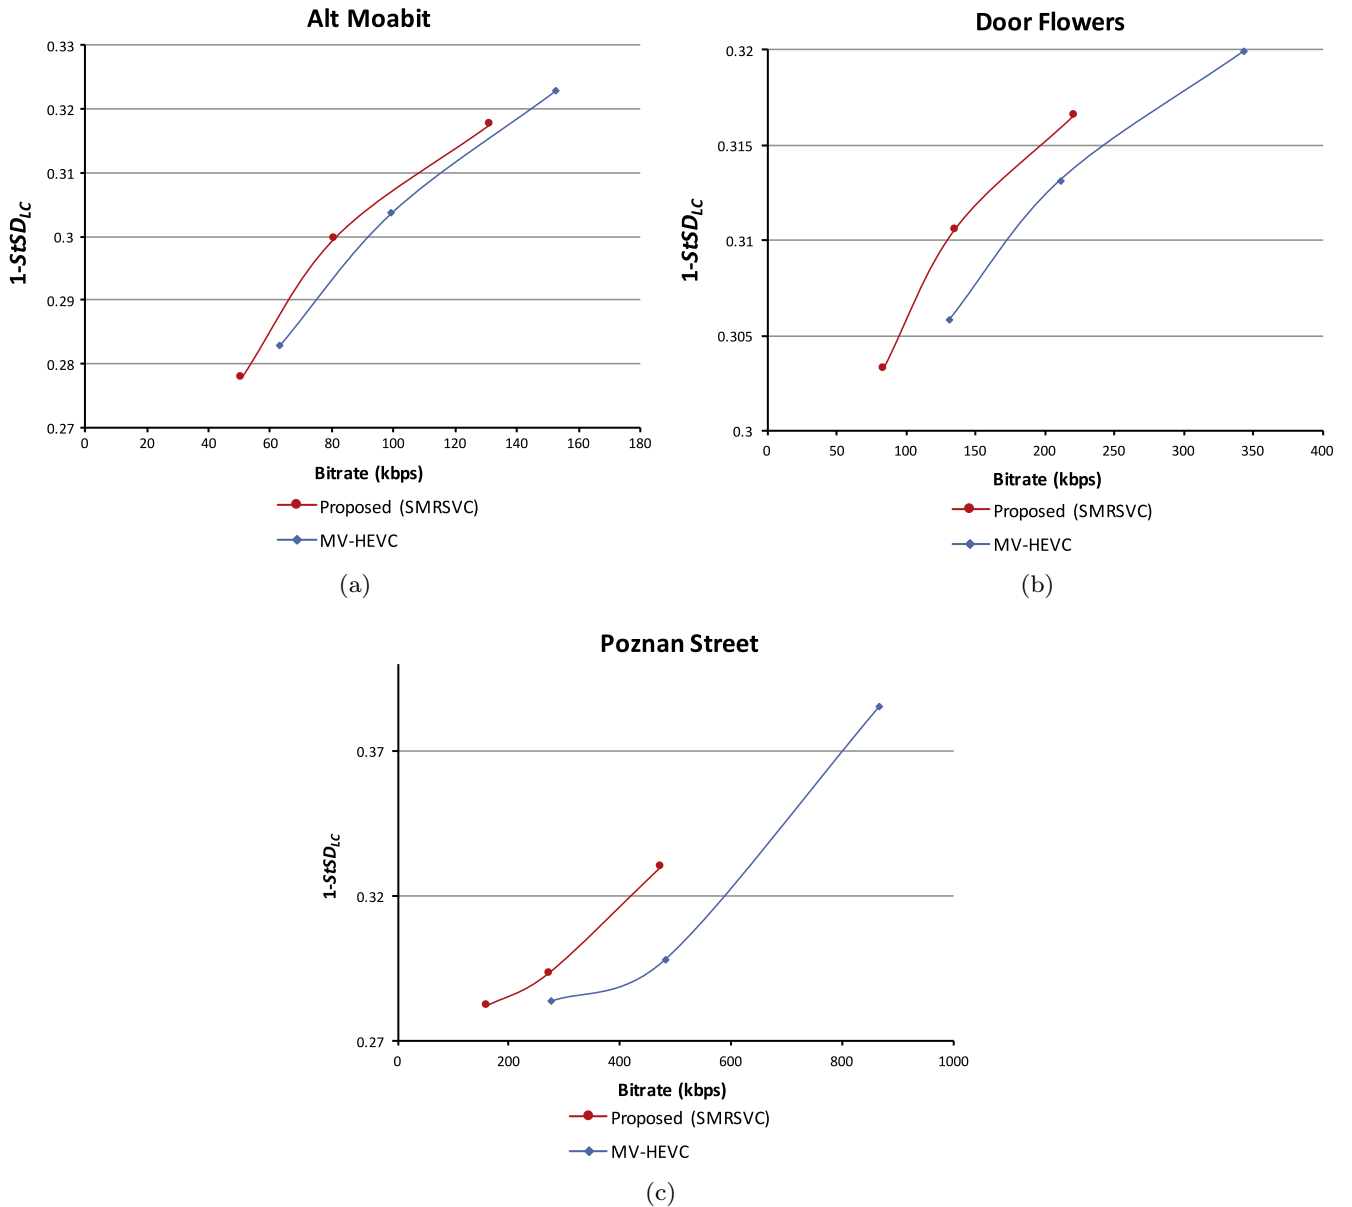 Alt Moabit
0.33
0.32
0.31
0.3
0.29
0.28
0.27
1-StSD_LC
0 20 40 60 80 100 120 140 160 180
Bitrate (kbps)
Proposed (SMRSVC)
MV-HEVC
(a)
Door Flowers
0.32
0.315
0.31
0.305
0.3
1-StSD_LC
0 50 100 150 200 250 300 350 400
Bitrate (kbps)
Proposed (SMRSVC)
MV-HEVC
(b)
Poznan Street
0.37
0.32
0.27
1-StSD_LC
0 200 400 600 800 1000
Bitrate (kbps)
Proposed (SMRSVC)
MV-HEVC
(c)